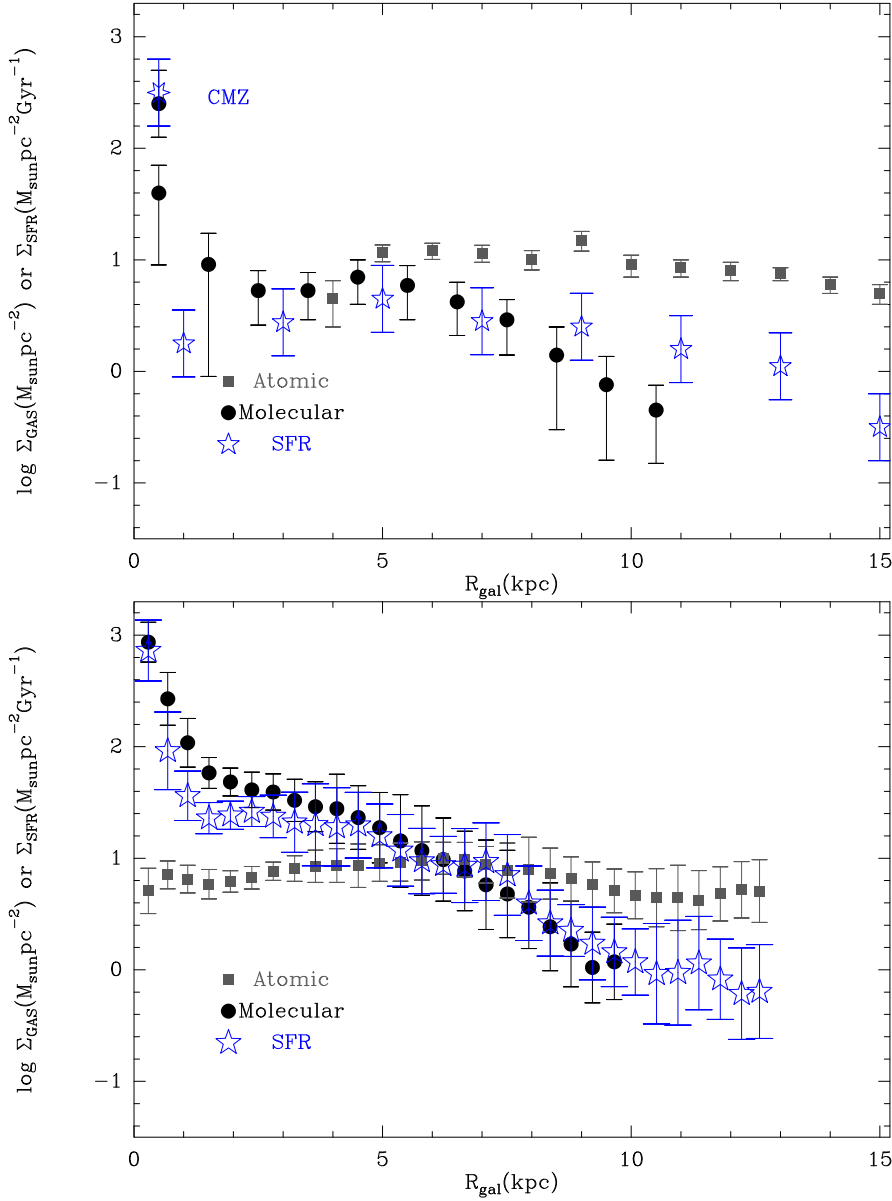 3
2
1
0
−1
log Σ_GAS(M_sun pc^−2) or Σ_SFR(M_sun pc^−2 Gyr^−1)
CMZ
Atomic
Molecular
SFR
0 5 10 15
R_gal(kpc)
3
2
1
0
−1
log Σ_GAS(M_sun pc^−2) or Σ_SFR(M_sun pc^−2 Gyr^−1)
Atomic
Molecular
SFR
0 5 10 15
R_gal(kpc)